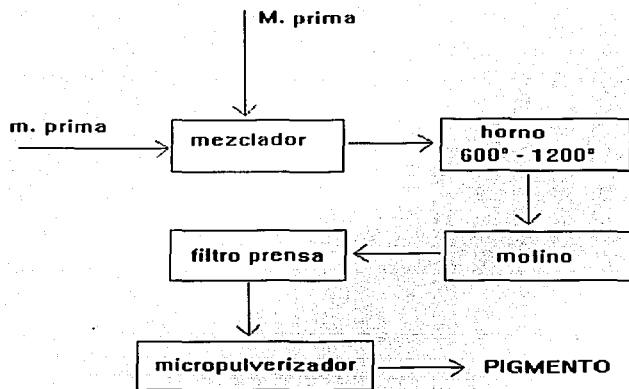 M. prima
m. prima
mezclador
horno
600° - 1200°
filtro prensa
molino
micropulverizador
PIGMENTO